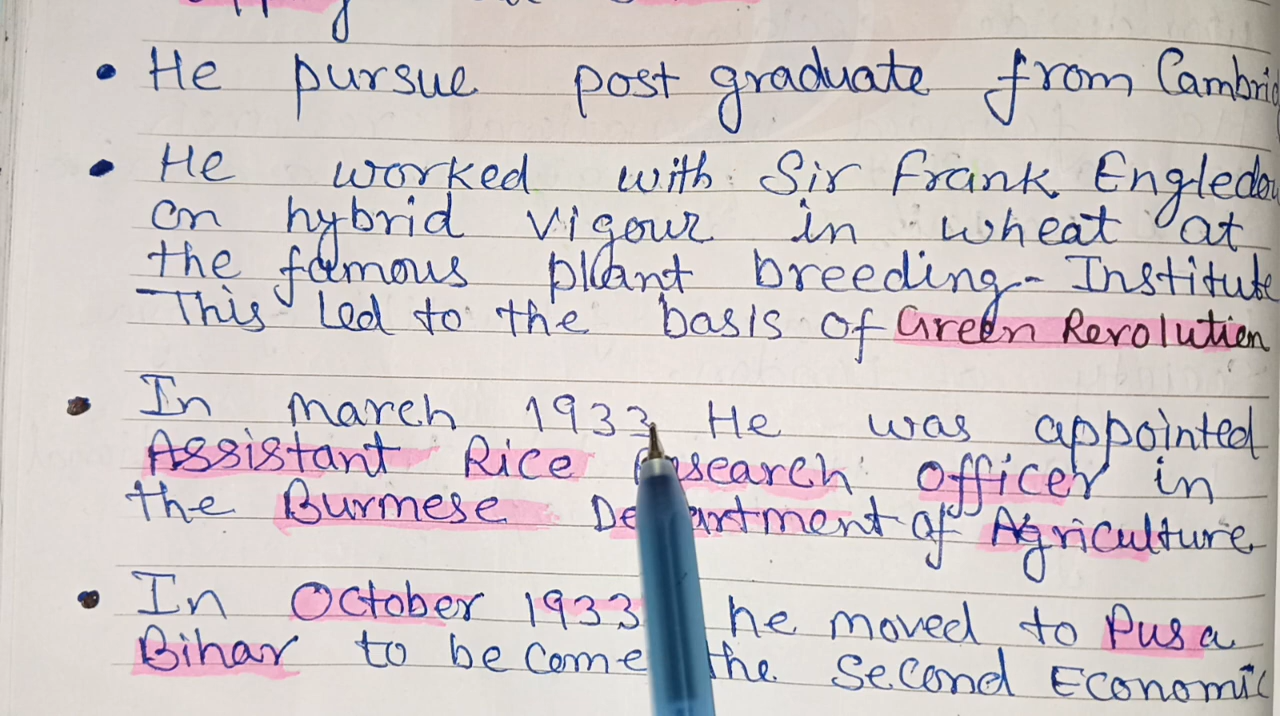 • He pursue post graduate from Cambrid
• He worked with Sir Frank Engledow
on hybrid vigour in wheat at
the famous plant breeding - Institute
This led to the basis of Green Revolution
• In march 1933 He was appointed
Assistant Rice Research Officer in
the Burmese Department of Agriculture
• In October 1933 he moved to Pusa
Bihar to become the Second Economic